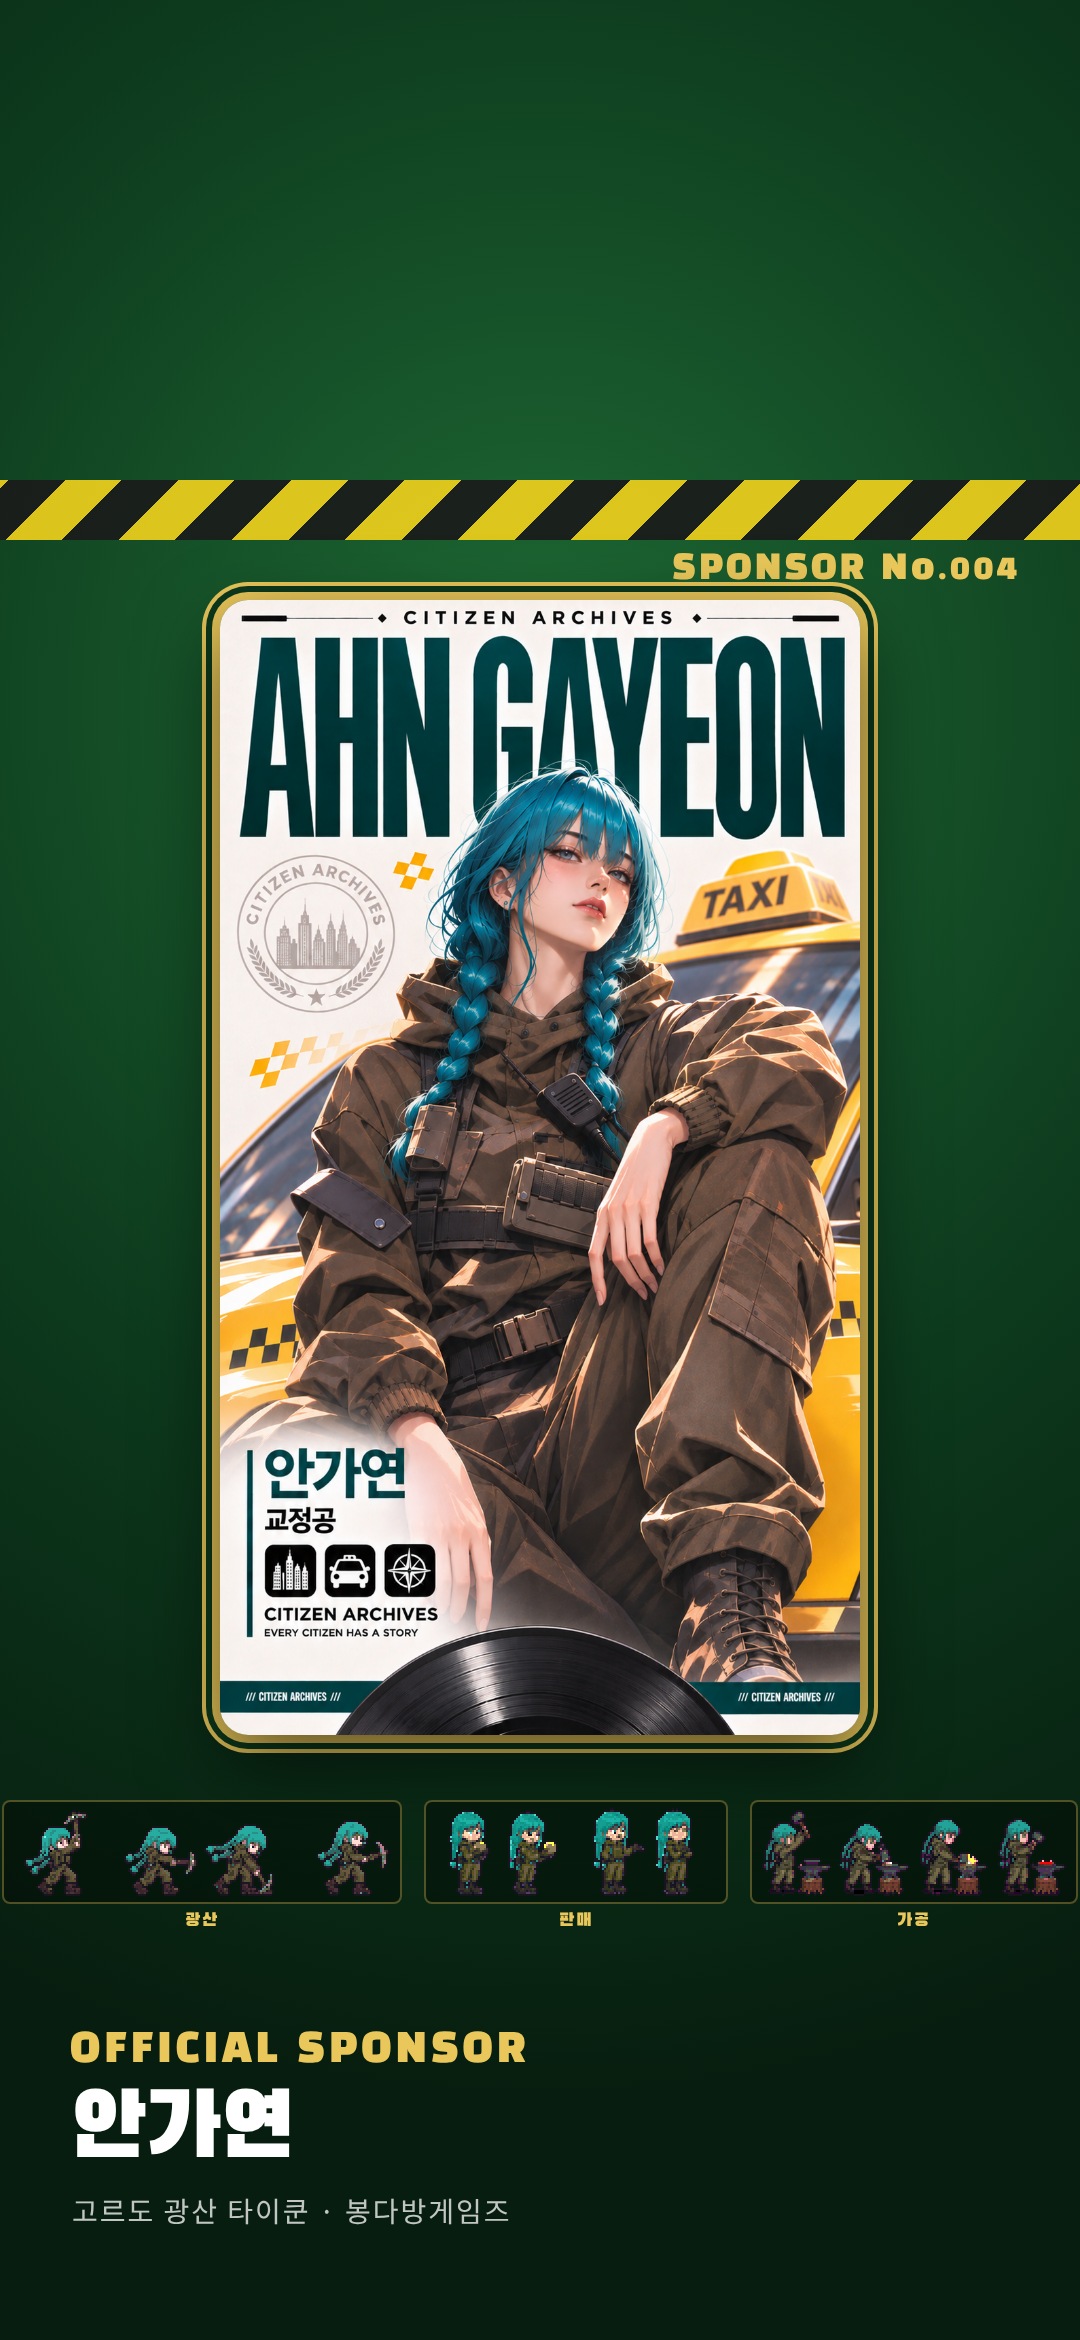 SPONSOR No.004
CITIZEN ARCHIVES
AHN GAYEON
CITIZEN ARCHIVES
TAXI
안가연
교정공
CITIZEN ARCHIVES
EVERY CITIZEN HAS A STORY
/// CITIZEN ARCHIVES ///
/// CITIZEN ARCHIVES ///
광산
판매
가공
OFFICIAL SPONSOR
안가연
고르도 광산 타이쿤 · 봉다방게임즈